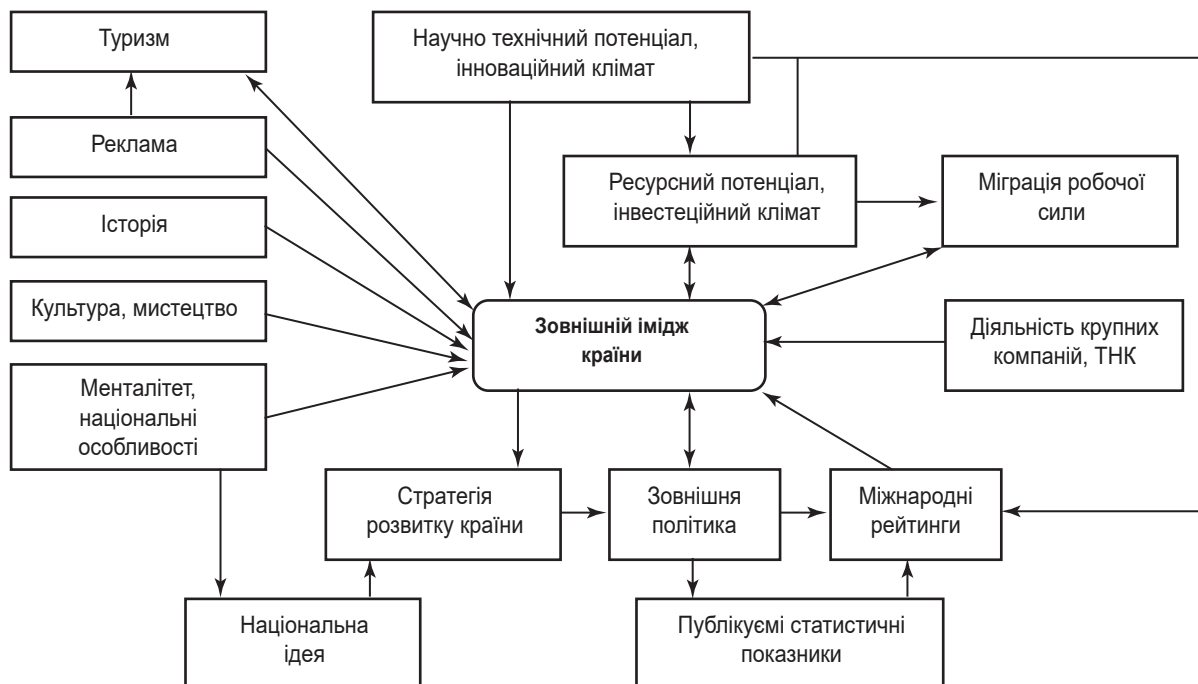 Туризм
Научно технічний потенціал,
інноваційний клімат
Реклама
Ресурсний потенціал,
інвестеційний клімат
Міграція робочої
сили
Історія
Культура, мистецтво
Зовнішній імідж
країни
Діяльність крупних
компаній, ТНК
Менталітет,
національні
особливості
Стратегія
розвитку країни
Зовнішня
політика
Міжнародні
рейтинги
Національна
ідея
Публікуємі статистичні
показники